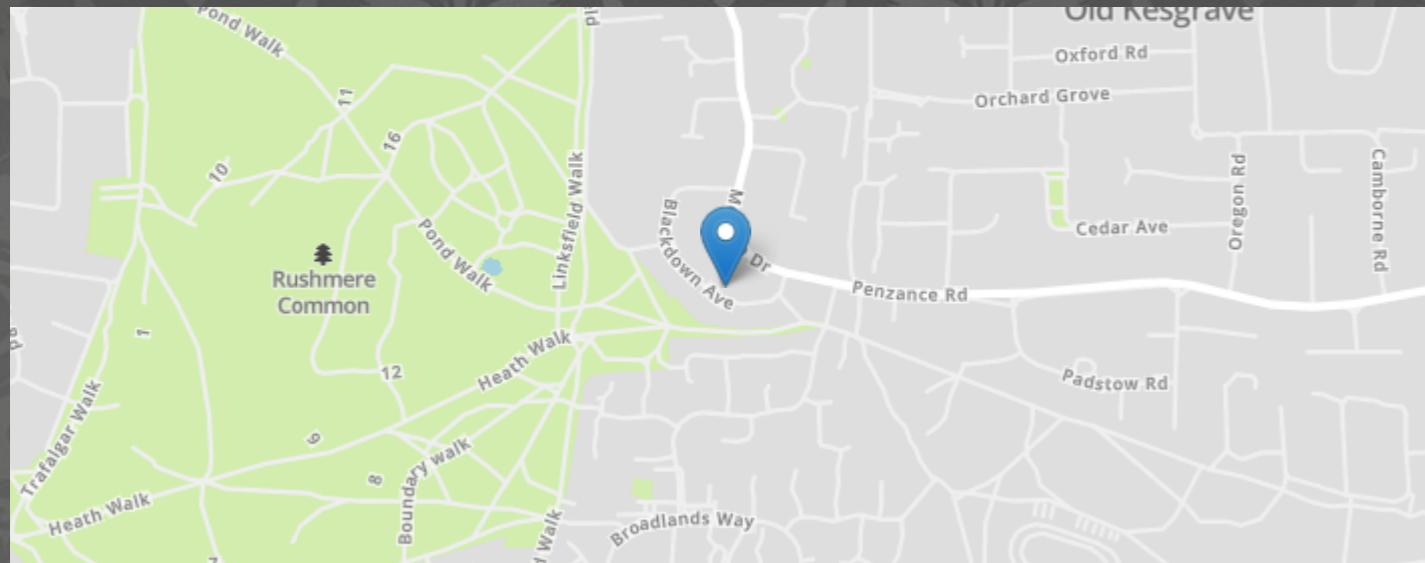 Old Kesgrave
Pond Walk
Oxford Rd
Orchard Grove
11
16
10
Linksfield Walk
Blackdown Ave
Dr
Pond Walk
Rushmere
Common
Cedar Ave
Oregon Rd
Camborne Rd
Penzance Rd
1
Heath Walk
12
Padstow Rd
Trafalgar Walk
9
8
Boundary walk
Heath Walk
Broadlands Way
Walk